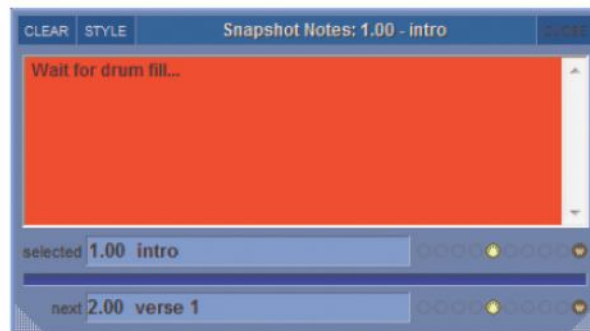 CLEAR STYLE Snapshot Notes: 1.00 - intro CLOSE
Wait for drum fill...
selected 1.00 intro
next 2.00 verse 1